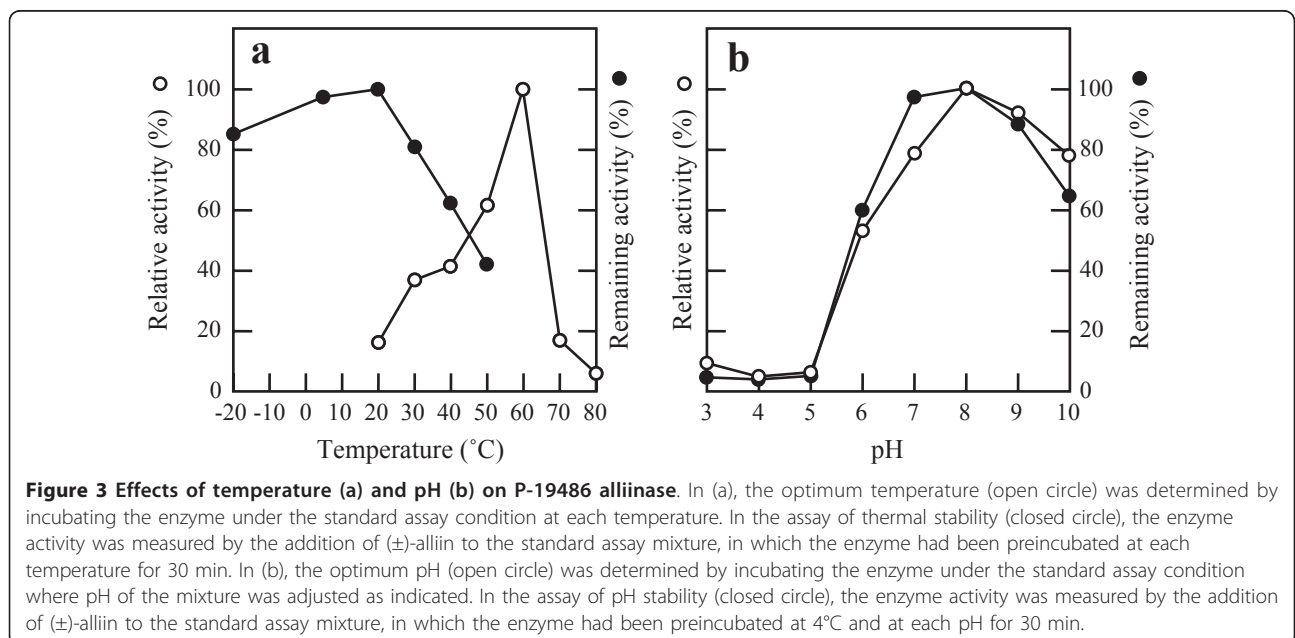 a
b
Relative activity (%)
100
80
60
40
20
0
-20 -10 0 10 20 30 40 50 60 70 80
Temperature (˚C)
Remaining activity (%)
Relative activity (%)
3 4 5 6 7 8 9 10
pH
100
80
60
40
20
0
Remaining activity (%)
Figure 3 Effects of temperature (a) and pH (b) on P-19486 alliinase. In (a), the optimum temperature (open circle) was determined by
incubating the enzyme under the standard assay condition at each temperature. In the assay of thermal stability (closed circle), the enzyme
activity was measured by the addition of (±)-alliin to the standard assay mixture, in which the enzyme had been preincubated at each
temperature for 30 min. In (b), the optimum pH (open circle) was determined by incubating the enzyme under the standard assay condition
where pH of the mixture was adjusted as indicated. In the assay of pH stability (closed circle), the enzyme activity was measured by the addition
of (±)-alliin to the standard assay mixture, in which the enzyme had been preincubated at 4°C and at each pH for 30 min.